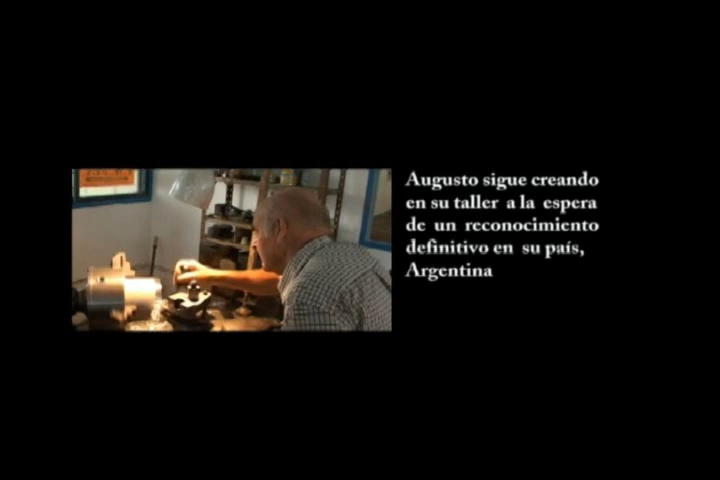 Augusto sigue creando
en su taller a la espera
de un reconocimiento
definitivo en su país,
Argentina